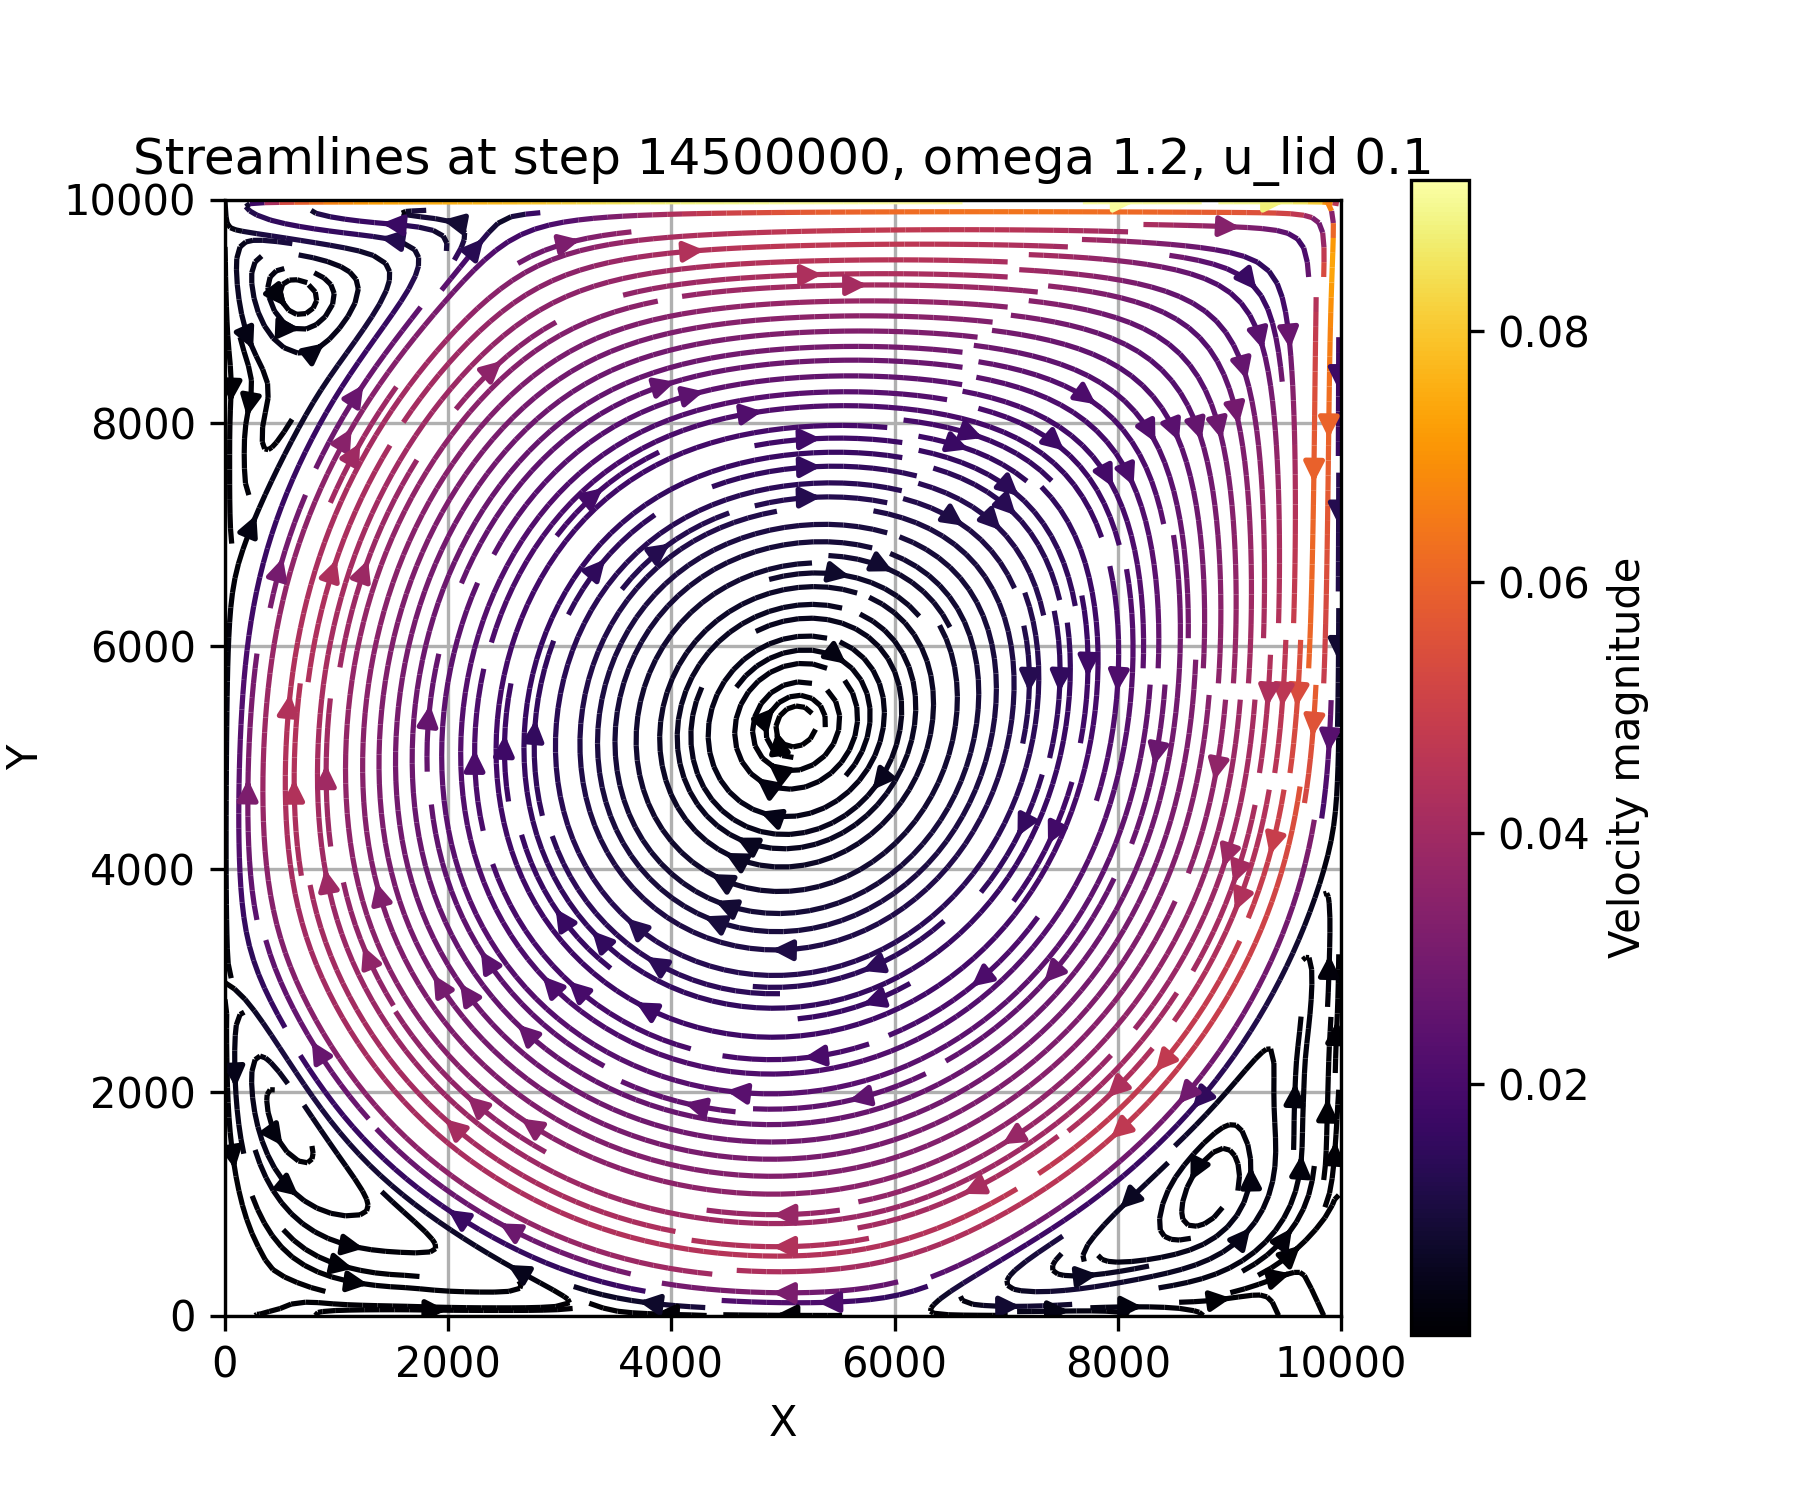 Streamlines at step 14500000, omega 1.2, u_lid 0.1
10000
8000
6000
4000
2000
0
Y
0 2000 4000 6000 8000 10000
X
0.08
0.06
0.04
0.02
Velocity magnitude